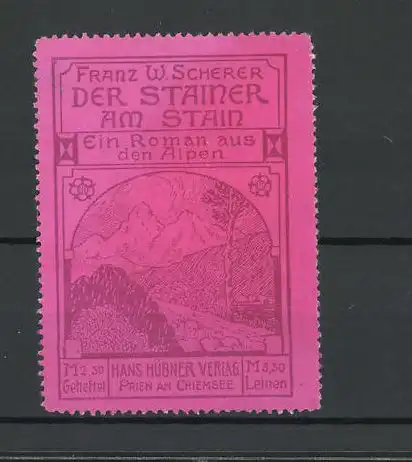 FRANZ W. SCHERER
DER STAINER
AM STAIN
Ein Roman aus
den Alpen
M 2,50 HANS HÜBNER VERLAG M 3,50
Geheftet PRIEN AM CHIEMSEE Leinen